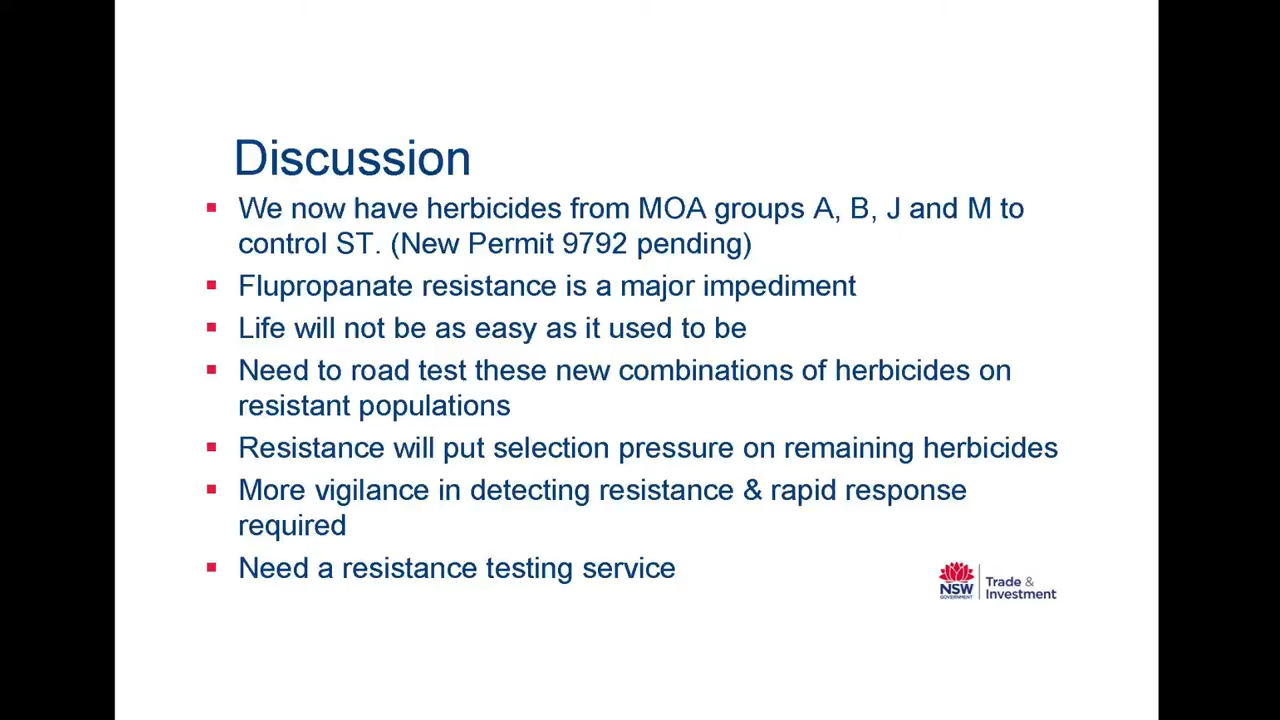 Discussion
We now have herbicides from MOA groups A, B, J and M to
control ST. (New Permit 9792 pending)
Flupropanate resistance is a major impediment
Life will not be as easy as it used to be
Need to road test these new combinations of herbicides on
resistant populations
Resistance will put selection pressure on remaining herbicides
More vigilance in detecting resistance & rapid response
required
Need a resistance testing service
NSW
GOVERNMENT
Trade &
Investment